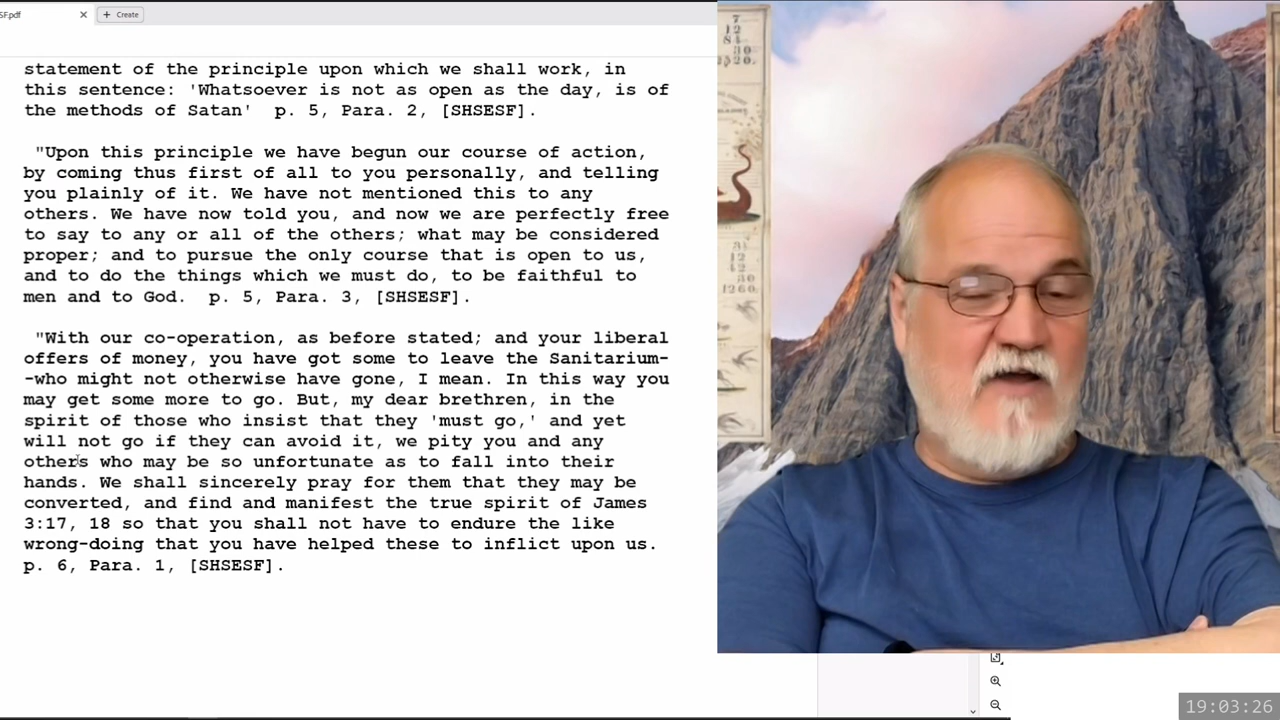 SF.pdf
Create
statement of the principle upon which we shall work, in
this sentence: 'Whatsoever is not as open as the day, is of
the methods of Satan'  p. 5, Para. 2, [SHSESF].
"Upon this principle we have begun our course of action,
by coming thus first of all to you personally, and telling
you plainly of it. We have not mentioned this to any
others. We have now told you, and now we are perfectly free
to say to any or all of the others; what may be considered
proper; and to pursue the only course that is open to us,
and to do the things which we must do, to be faithful to
men and to God.  p. 5, Para. 3, [SHSESF].
"With our co-operation, as before stated; and your liberal
offers of money, you have got some to leave the Sanitarium-
-who might not otherwise have gone, I mean. In this way you
may get some more to go. But, my dear brethren, in the
spirit of those who insist that they 'must go,' and yet
will not go if they can avoid it, we pity you and any
others who may be so unfortunate as to fall into their
hands. We shall sincerely pray for them that they may be
converted, and find and manifest the true spirit of James
3:17, 18 so that you shall not have to endure the like
wrong-doing that you have helped these to inflict upon us.
p. 6, Para. 1, [SHSESF].
7
12
30
2520
31
12
12
30
1260
19:03:26